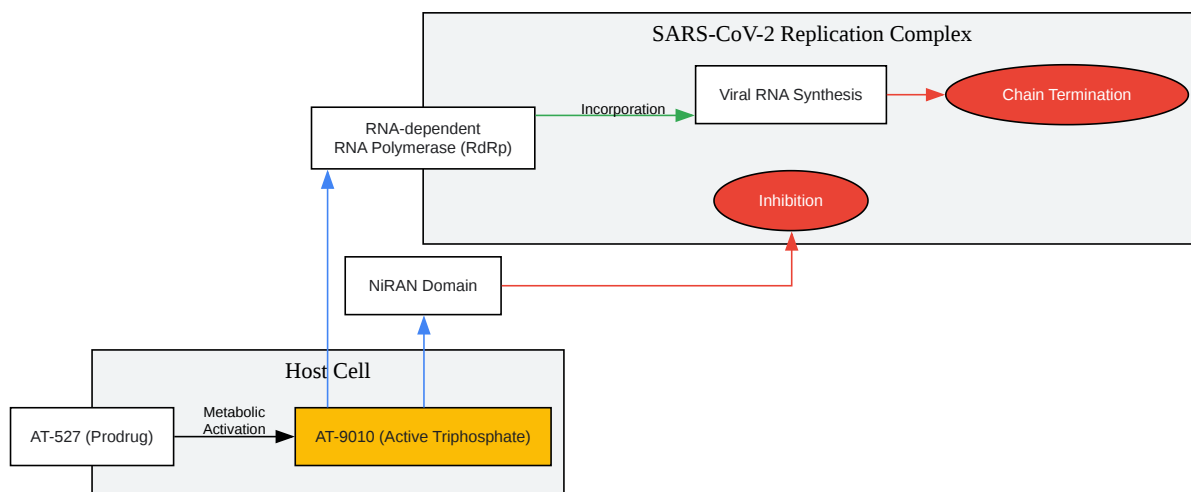 SARS-CoV-2 Replication Complex
Viral RNA Synthesis
Chain Termination
Incorporation
RNA-dependent
RNA Polymerase (RdRp)
Inhibition
NiRAN Domain
Host Cell
Metabolic
Activation
AT-527 (Prodrug)
AT-9010 (Active Triphosphate)